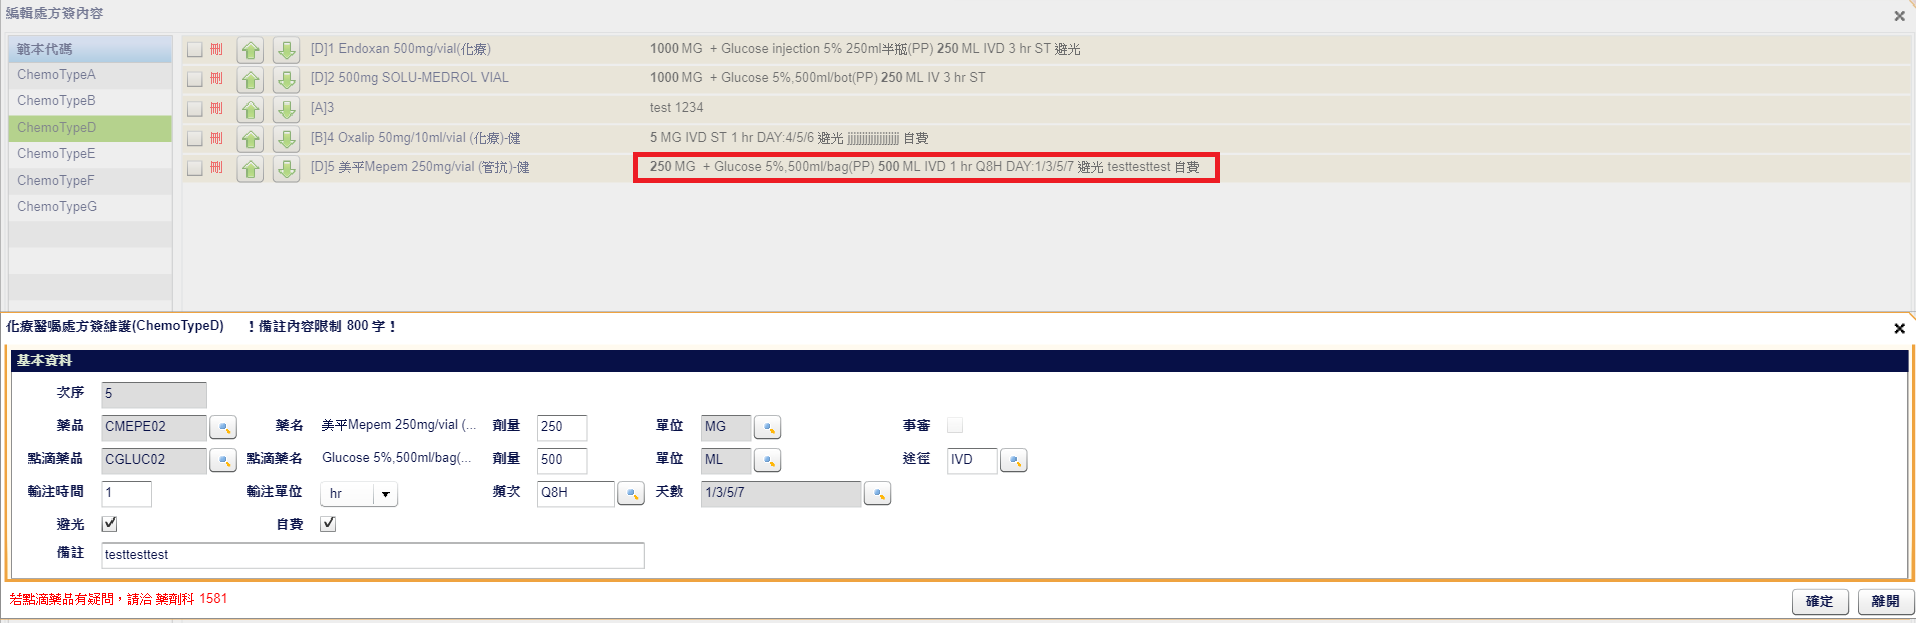 編輯處方簽內容
範本代碼
ChemoTypeA
ChemoTypeB
ChemoTypeD
ChemoTypeE
ChemoTypeF
ChemoTypeG
刪 [D]1 Endoxan 500mg/vial(化療) 1000 MG + Glucose injection 5% 250ml半瓶(PP) 250 ML IVD 3 hr ST 避光
刪 [D]2 500mg SOLU-MEDROL VIAL 1000 MG + Glucose 5%,500ml/bot(PP) 250 ML IV 3 hr ST
刪 [A]3 test 1234
刪 [B]4 Oxalip 50mg/10ml/vial (化療)-健 5 MG IVD ST 1 hr DAY:4/5/6 避光 jjjjjjjjjjjjjjjjjj 自費
刪 [D]5 美平Mepem 250mg/vial (管抗)-健 250 MG + Glucose 5%,500ml/bag(PP) 500 ML IVD 1 hr Q8H DAY:1/3/5/7 避光 testtesttest 自費
化療醫囑處方簽維護(ChemoTypeD) ！備註內容限制 800 字！
基本資料
次序 5
藥品 CMEPE02 藥名 美平Mepem 250mg/vial (... 劑量 250 單位 MG 事審
點滴藥品 CGLUC02 點滴藥名 Glucose 5%,500ml/bag(... 劑量 500 單位 ML 途徑 IVD
輸注時間 1 輸注單位 hr 頻次 Q8H 天數 1/3/5/7
避光 自費
備註 testtesttest
若點滴藥品有疑問，請洽 藥劑科 1581
確定 離開